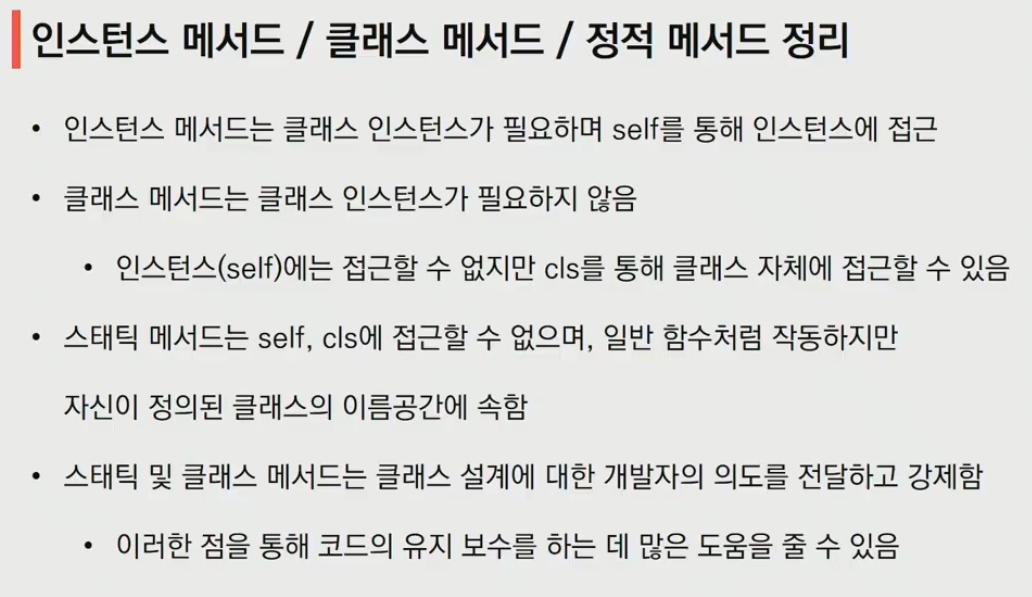 인스턴스 메서드 / 클래스 메서드 / 정적 메서드 정리
• 인스턴스 메서드는 클래스 인스턴스가 필요하며 self를 통해 인스턴스에 접근
• 클래스 메서드는 클래스 인스턴스가 필요하지 않음
• 인스턴스(self)에는 접근할 수 없지만 cls를 통해 클래스 자체에 접근할 수 있음
• 스태틱 메서드는 self, cls에 접근할 수 없으며, 일반 함수처럼 작동하지만
자신이 정의된 클래스의 이름공간에 속함
• 스태틱 및 클래스 메서드는 클래스 설계에 대한 개발자의 의도를 전달하고 강제함
• 이러한 점을 통해 코드의 유지 보수를 하는 데 많은 도움을 줄 수 있음